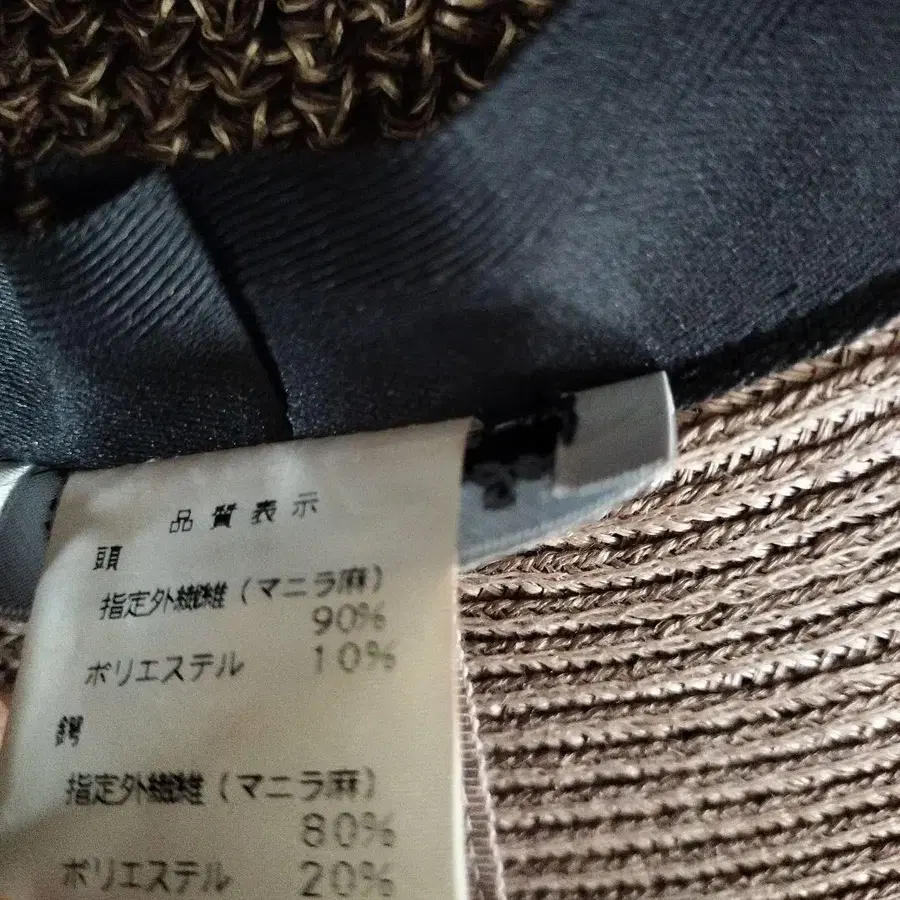 品質表示
頭
指定外繊維(マニラ麻)
90%
ポリエステル 10%
鍔
指定外繊維(マニラ麻)
80%
ポリエステル 20%